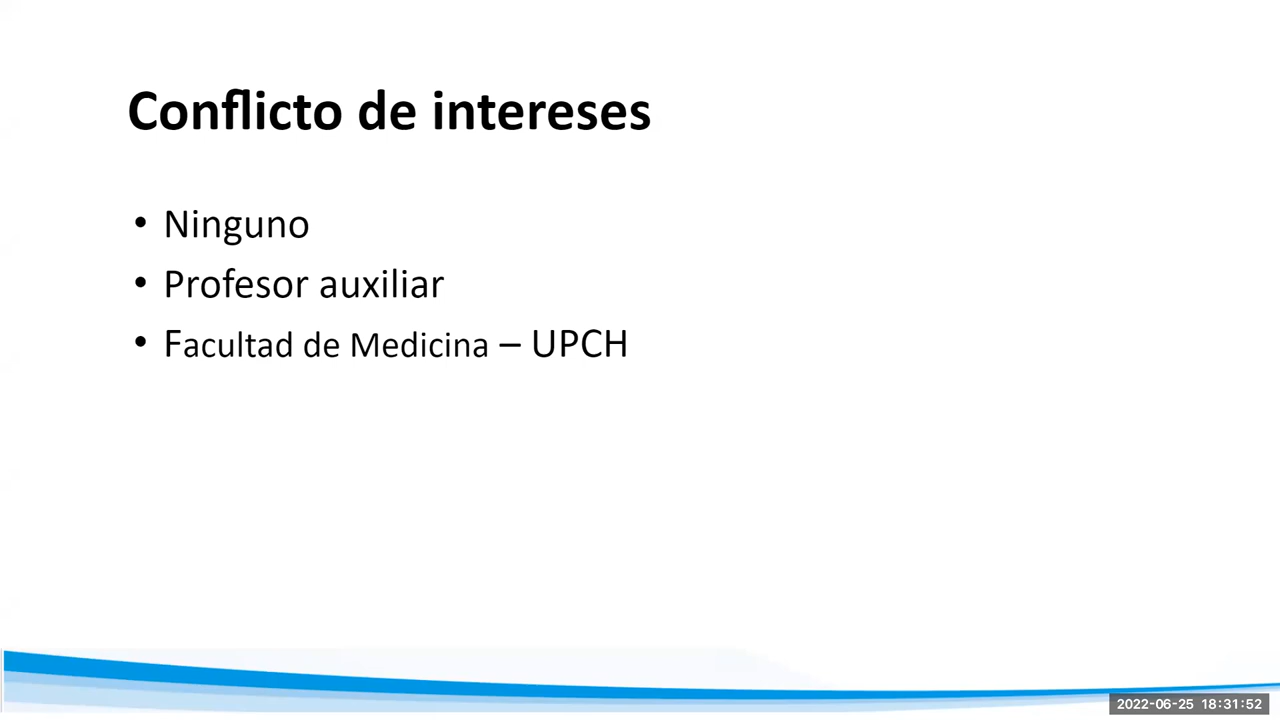 Conflicto de intereses
• Ninguno
• Profesor auxiliar
• Facultad de Medicina – UPCH
2022-06-25 18:31:52